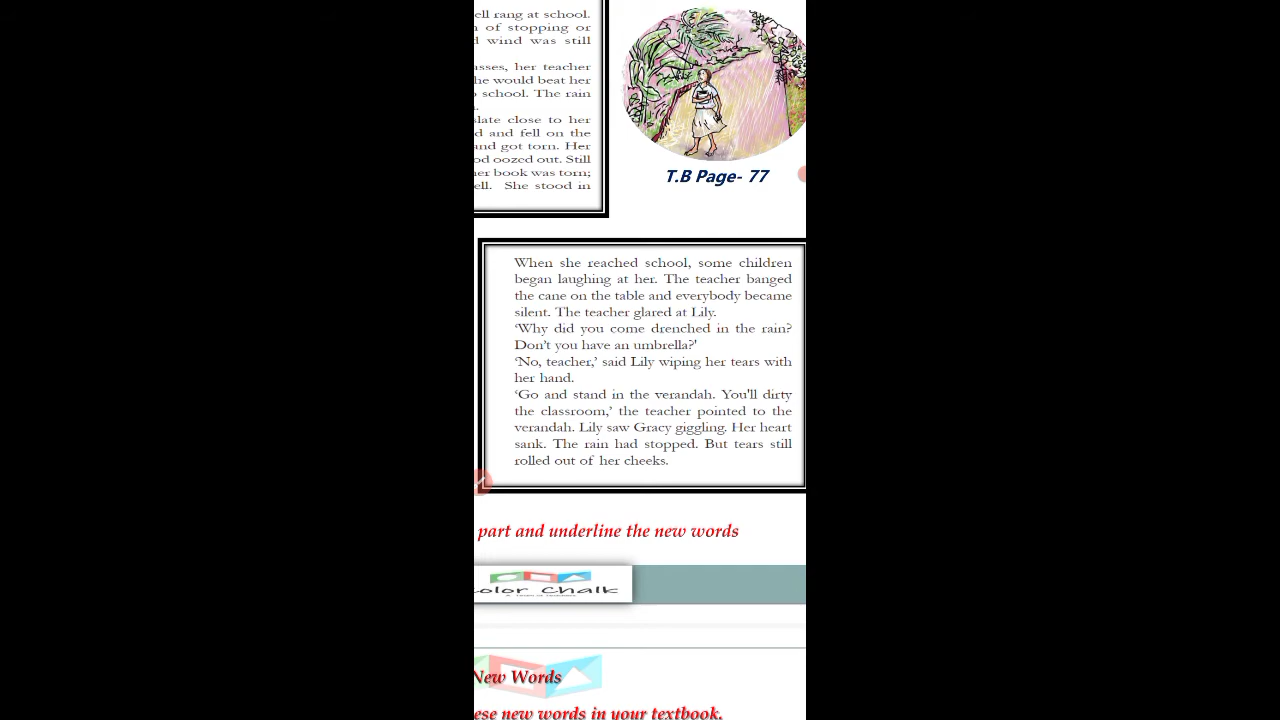 ell rang at school.
of stopping or
wind was still
asses, her teacher
he would beat her
school. The rain
slate close to her
d and fell on the
and got torn. Her
od oozed out. Still
her book was torn;
ell. She stood in
T.B Page- 77
When she reached school, some children
began laughing at her. The teacher banged
the cane on the table and everybody became
silent. The teacher glared at Lily.
‘Why did you come drenched in the rain?
Don’t you have an umbrella?'
‘No, teacher,’ said Lily wiping her tears with
her hand.
‘Go and stand in the verandah. You'll dirty
the classroom,’ the teacher pointed to the
verandah. Lily saw Gracy giggling. Her heart
sank. The rain had stopped. But tears still
rolled out of her cheeks.
part and underline the new words
olor Chalk
New Words
ese new words in your textbook.